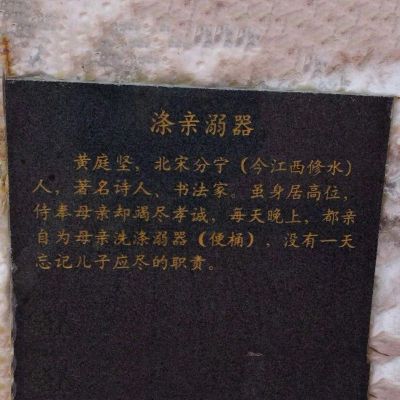 涤亲溺器
黄庭坚，北宋分宁（今江西修水）
人，著名诗人、书法家。虽身居高位，
侍奉母亲却竭尽孝诚，每天晚上，都亲
自为母亲洗涤溺器（便桶），没有一天
忘记儿子应尽的职责。